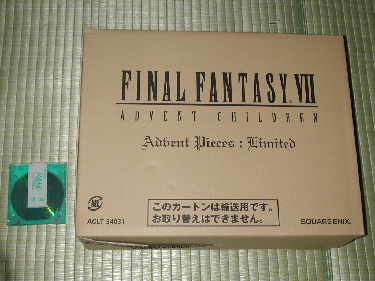 FINAL FANTASY VII
ADVENT CHILDREN
Advent Pieces : Limited
紙
このカートンは輸送用です。
お取り替えはできません。
ACLT 34031
SQUARE ENIX